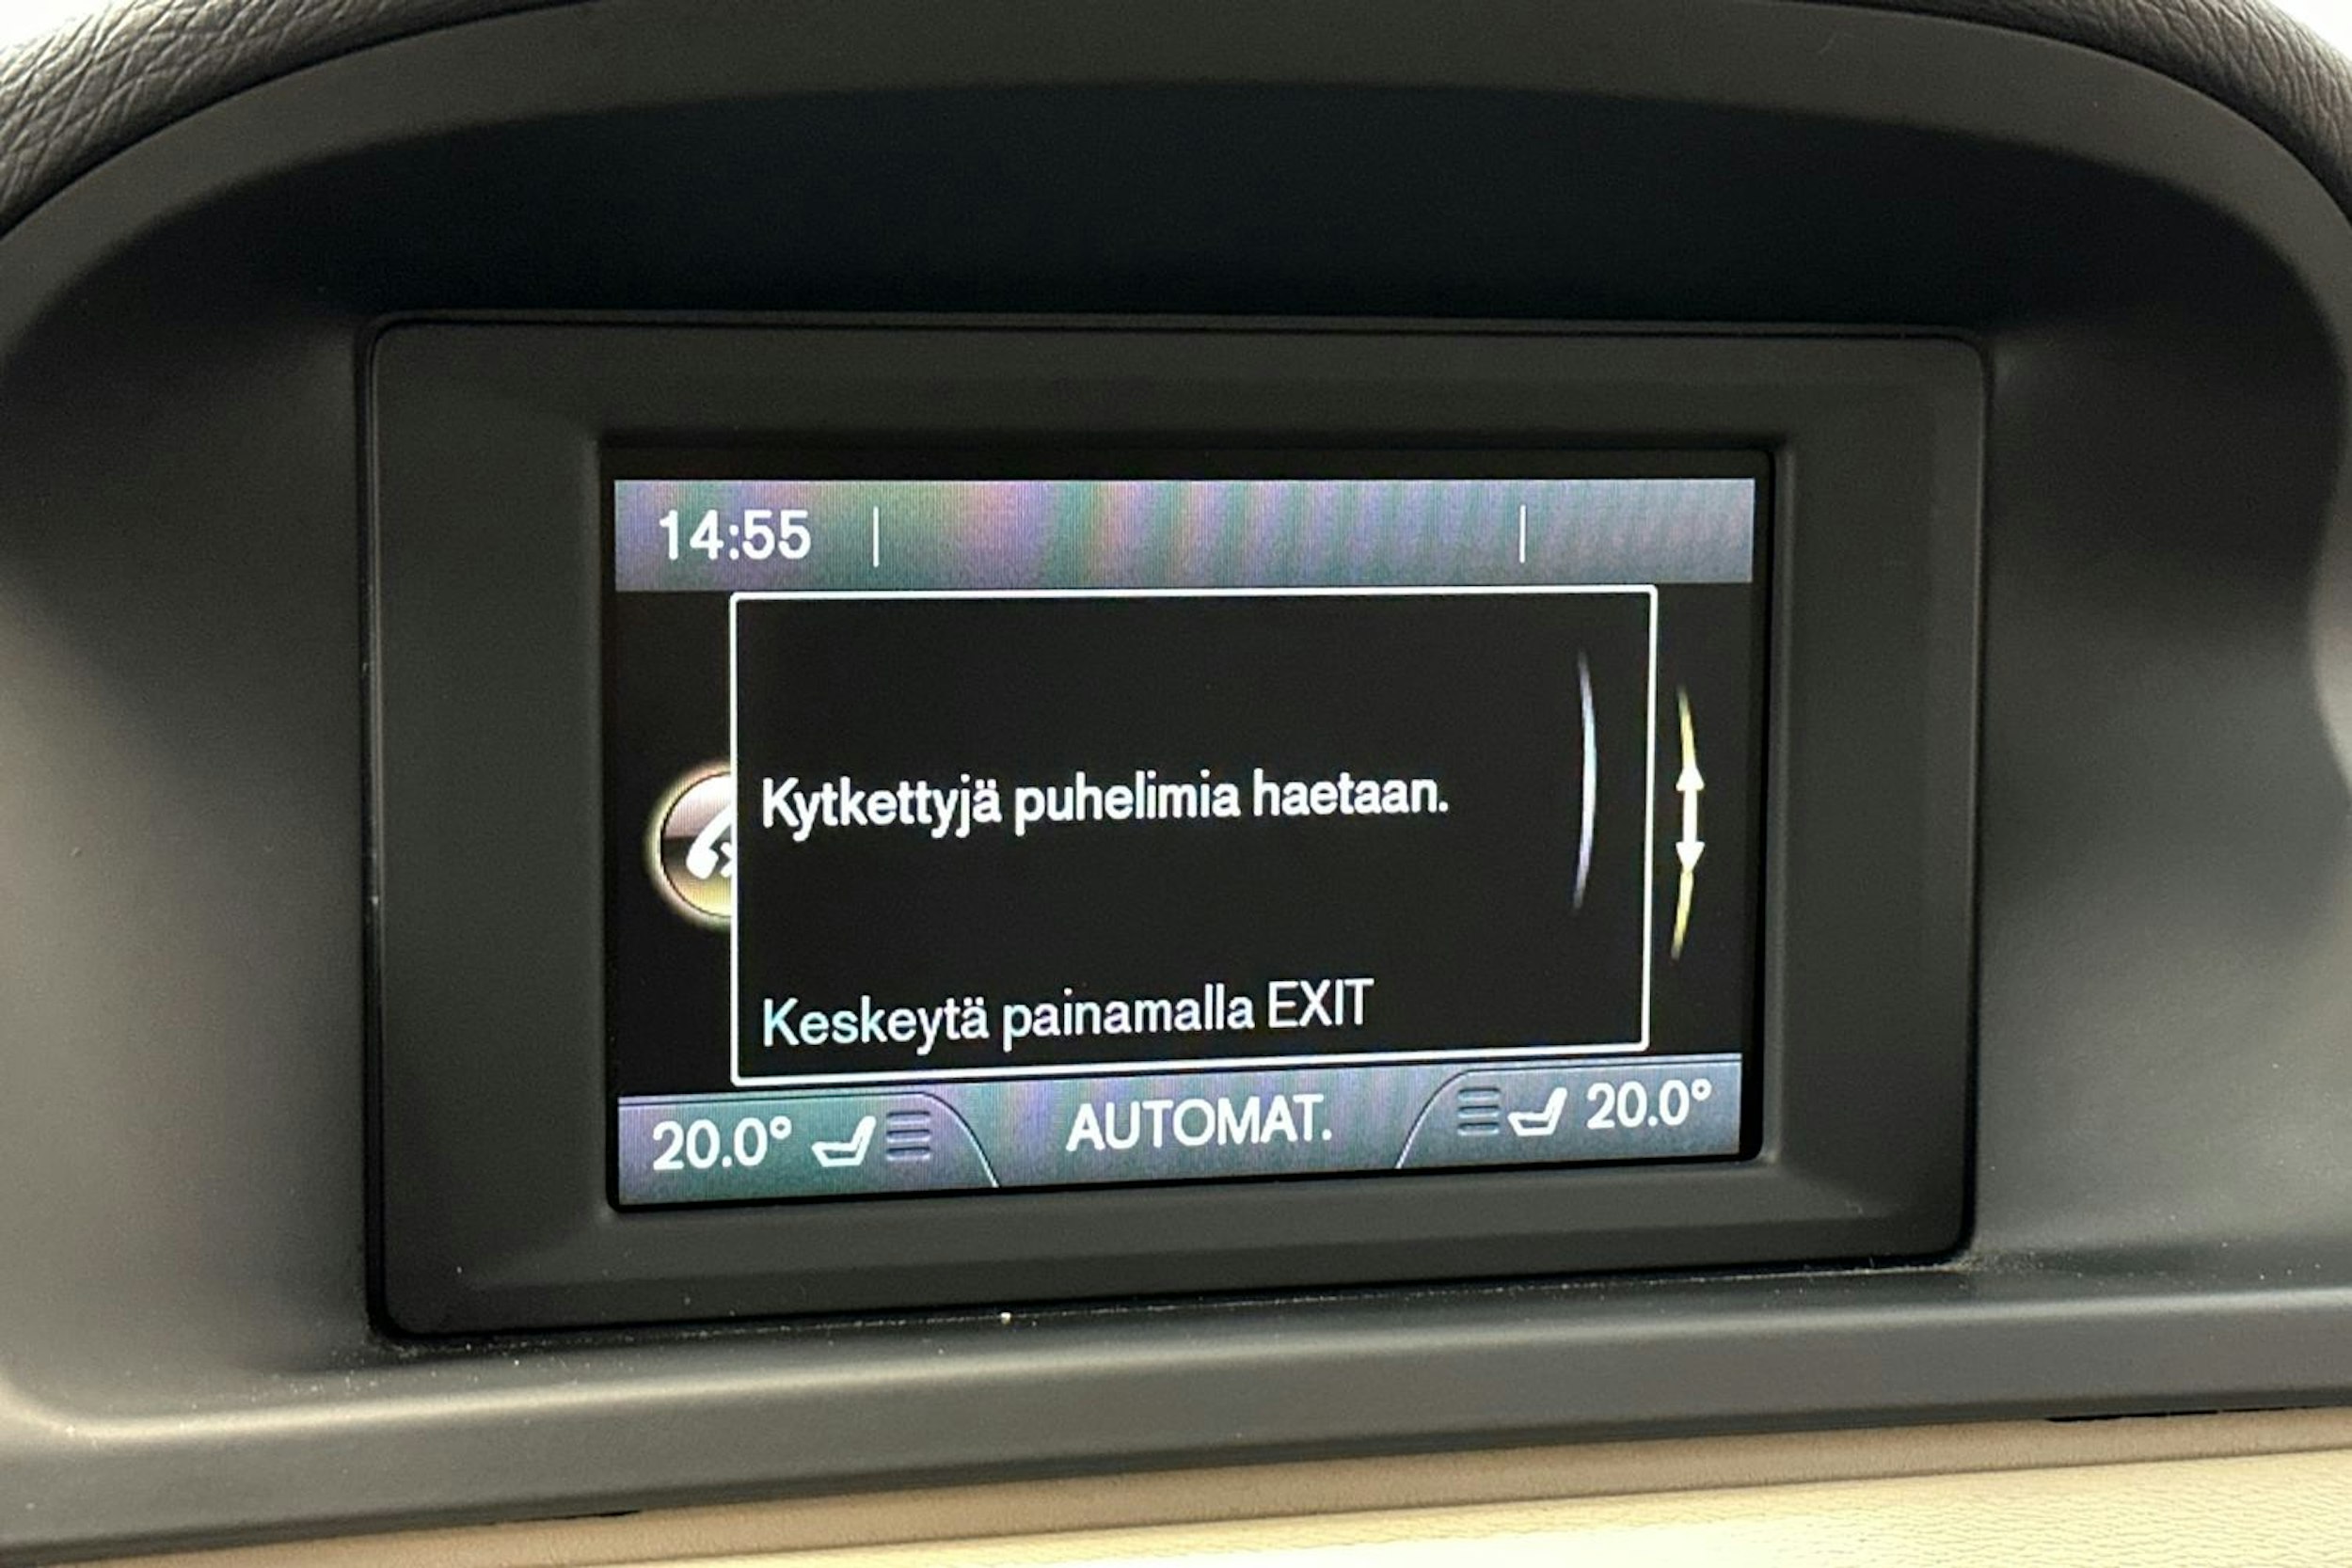 14:55
Kytkettyjä puhelimia haetaan.
Keskeytä painamalla EXIT
20.0° AUTOMAT. 20.0°